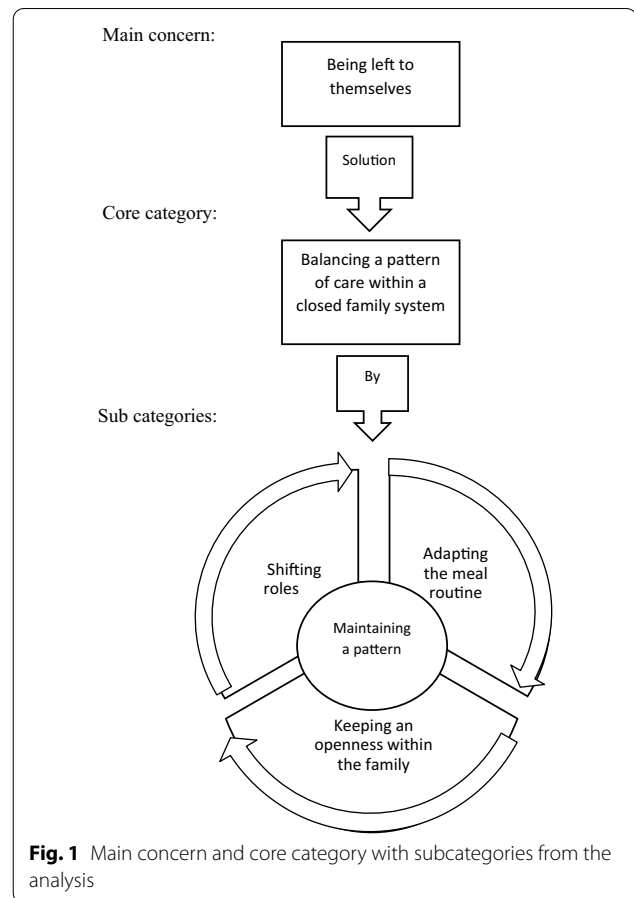 Main concern:
Being left to
themselves
Solution
Core category:
Balancing a pattern
of care within a
closed family system
By
Sub categories:
Shifting
roles
Adapting
the meal
routine
Maintaining
a pattern
Keeping an
openness within
the family
Fig. 1 Main concern and core category with subcategories from the
analysis